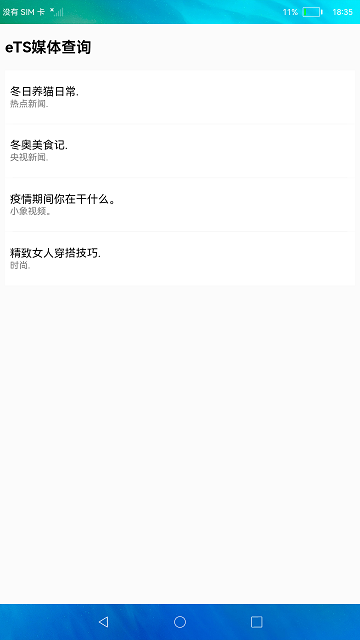 没有 SIM 卡 11% 18:35
eTS媒体查询
冬日养猫日常.
热点新闻.
冬奥美食记.
央视新闻.
疫情期间你在干什么。
小象视频。
精致女人穿搭技巧.
时尚.